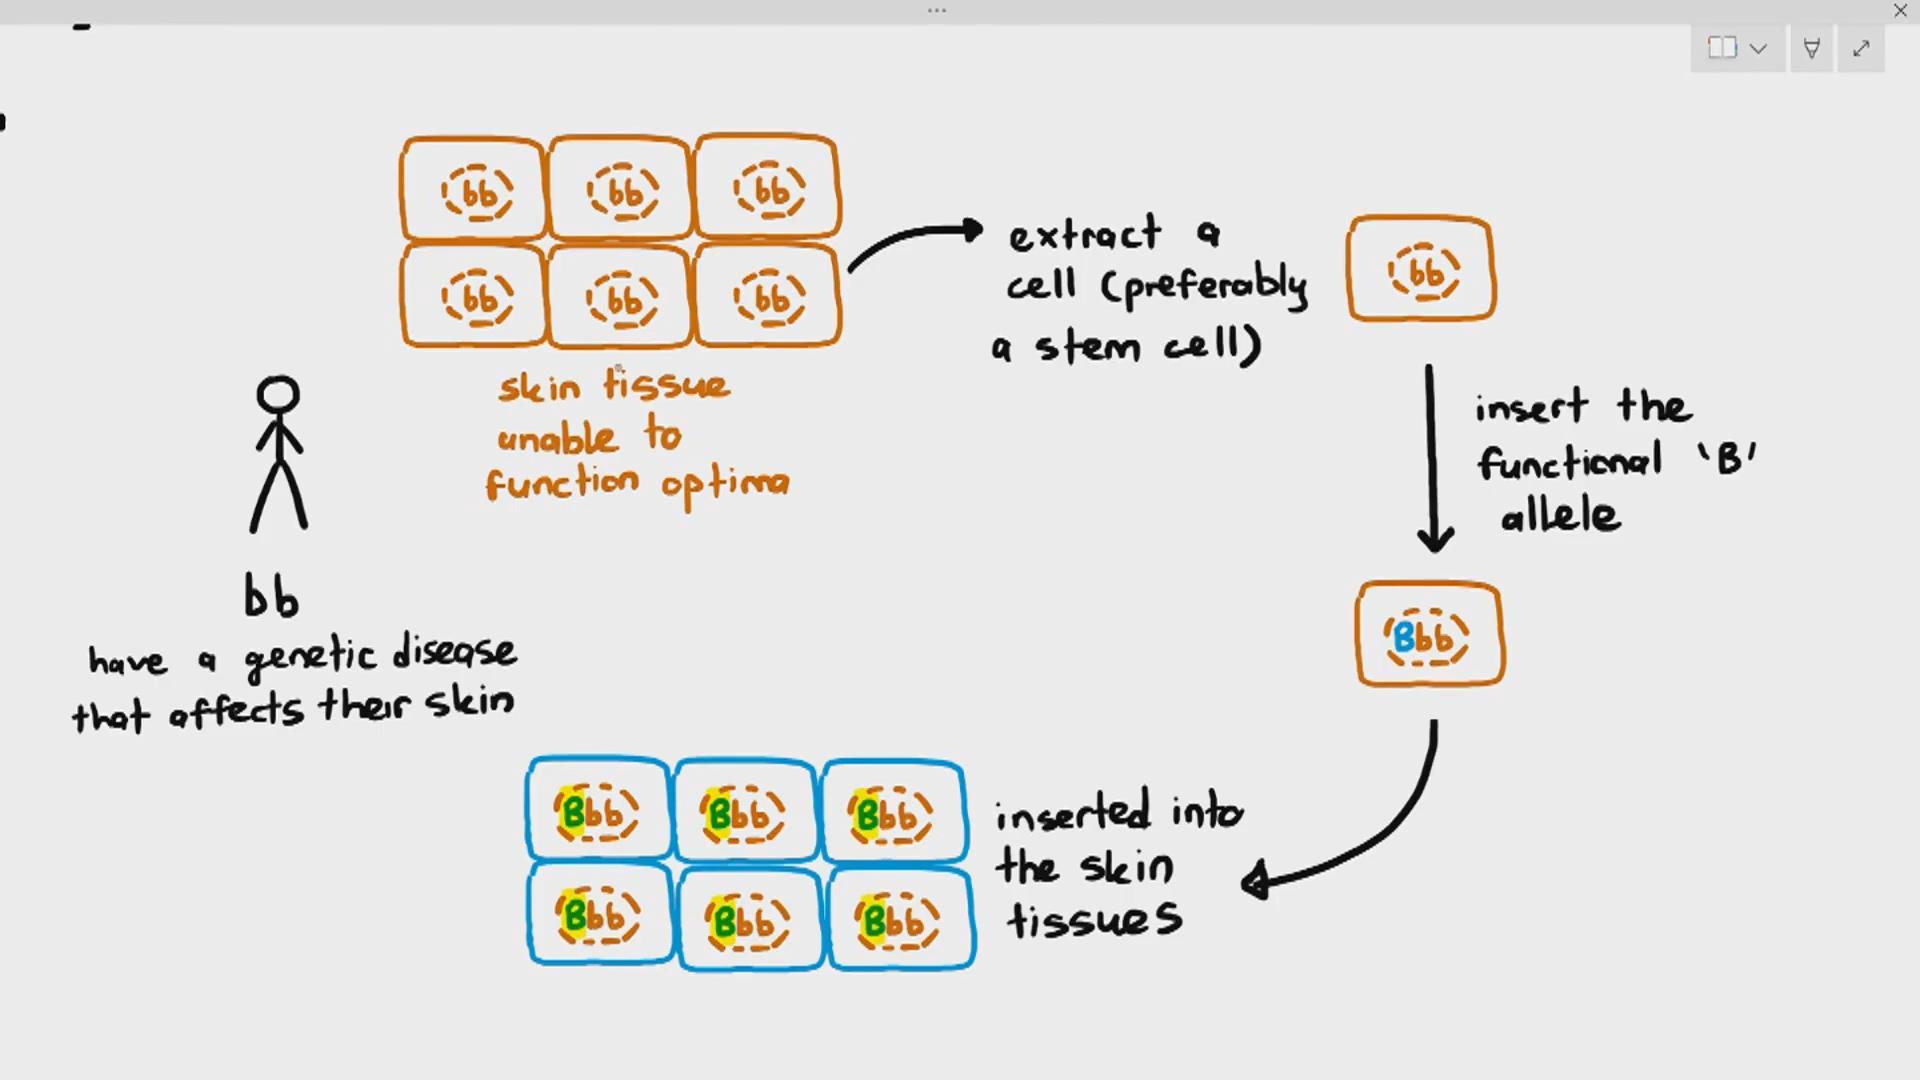 bb bb bb
bb bb bb
skin tissue
unable to
function optima
extract a
cell (preferably
a stem cell)
bb
insert the
functional 'B'
allele
Bbb
bb
have a genetic disease
that affects their skin
Bbb Bbb Bbb
Bbb Bbb Bbb
inserted into
the skin
tissues